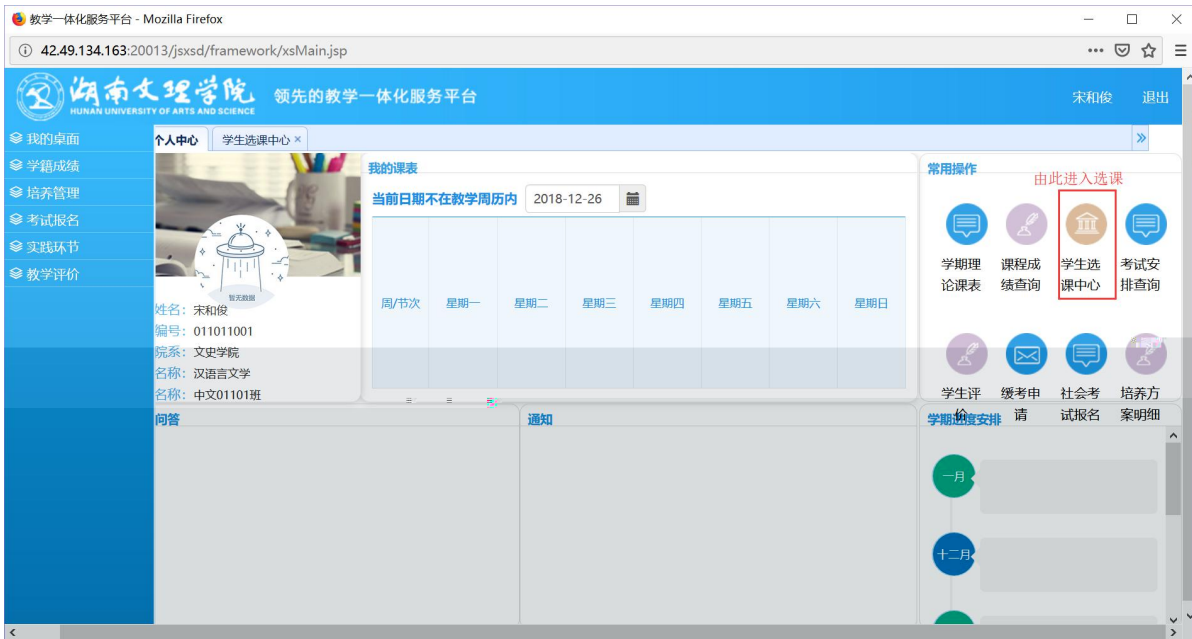 教学一体化服务平台 - Mozilla Firefox
42.49.134.163:20013/jsxsd/framework/xsMain.jsp
湖南文理学院
HUNAN UNIVERSITY OF ARTS AND SCIENCE
领先的教学一体化服务平台
宋和俊 退出
我的桌面
学籍成绩
培养管理
考试报名
实践环节
教学评价
个人中心 学生选课中心 ×
暂无数据
姓名: 宋和俊
编号: 011011001
院系: 文史学院
名称: 汉语言文学
名称: 中文01101班
我的课表
当前日期不在教学周历内 2018-12-26
周/节次 星期一 星期二 星期三 星期四 星期五 星期六 星期日
常用操作
由此进入选课
学期理论课表
课程成绩查询
学生选课中心
考试安排查询
学生评价
缓考申请
社会考试报名
培养方案明细
问答
通知
学期进度安排
一月
十二月